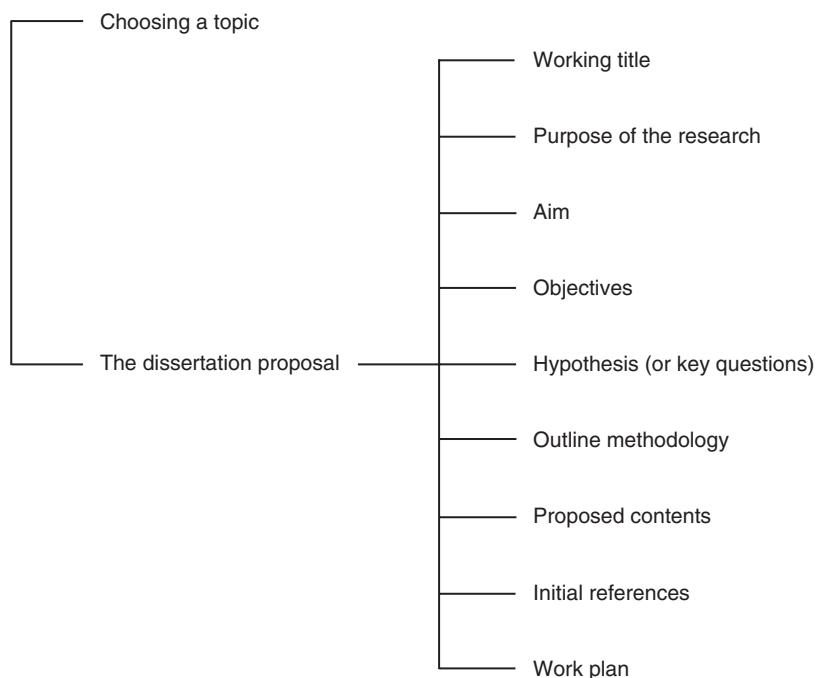 Choosing a topic
Working title
Purpose of the research
Aim
Objectives
The dissertation proposal
Hypothesis (or key questions)
Outline methodology
Proposed contents
Initial references
Work plan